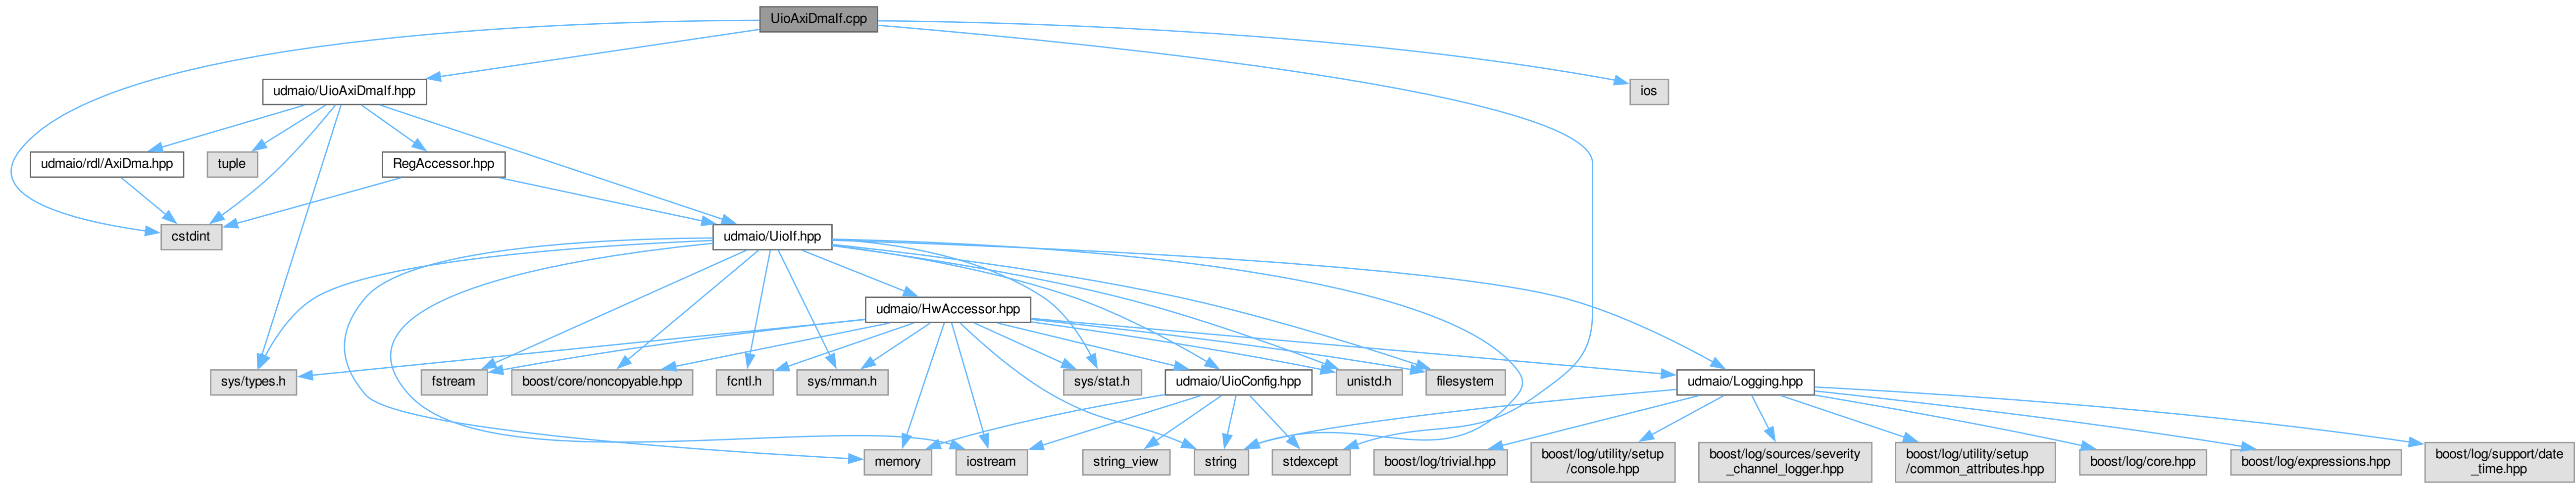 UioAxiDmaIf.cpp
udmaio/UioAxiDmaIf.hpp
ios
udmaio/rdl/AxiDma.hpp
tuple
RegAccessor.hpp
cstdint
udmaio/UioIf.hpp
udmaio/HwAccessor.hpp
sys/types.h
fstream
boost/core/noncopyable.hpp
fcntl.h
sys/mman.h
sys/stat.h
udmaio/UioConfig.hpp
unistd.h
filesystem
udmaio/Logging.hpp
memory
iostream
string_view
string
stdexcept
boost/log/trivial.hpp
boost/log/utility/setup
/console.hpp
boost/log/sources/severity
_channel_logger.hpp
boost/log/utility/setup
/common_attributes.hpp
boost/log/core.hpp
boost/log/expressions.hpp
boost/log/support/date
_time.hpp